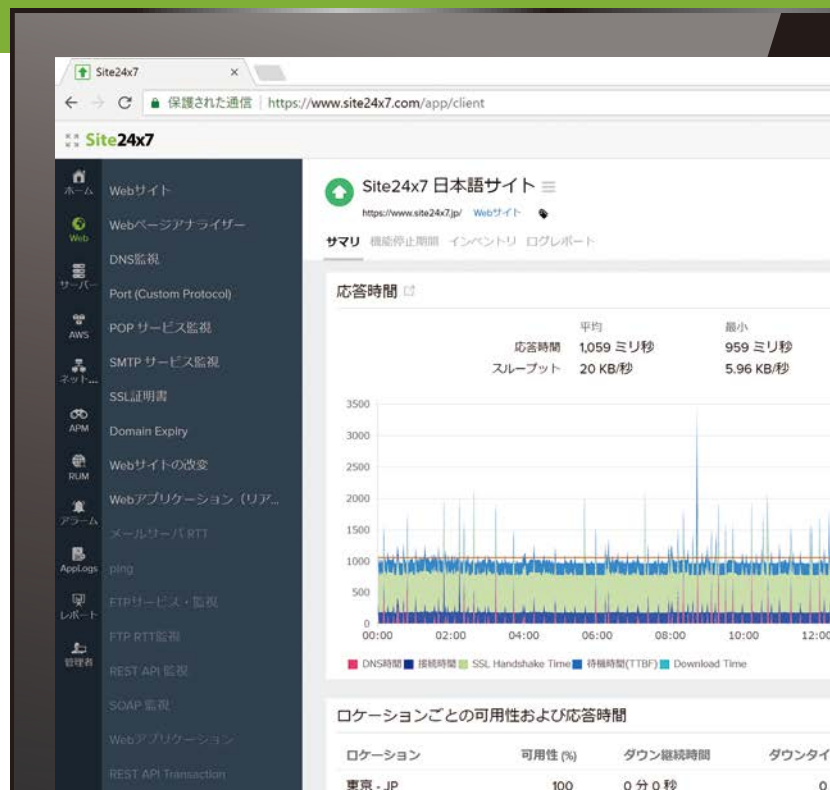 Site24x7 ×
保護された通信 https://www.site24x7.com/app/client
Site24x7
ホーム
Web
サーバー
AWS
ネット...
APM
RUM
アラーム
AppLogs
レポート
管理者
Webサイト
Webページアナライザー
DNS監視
Port (Custom Protocol)
POP サービス監視
SMTP サービス監視
SSL証明書
Domain Expiry
Webサイトの改変
Webアプリケーション（リア...
メールサーバ RTT
ping
FTPサービス・監視
FTP RTT監視
REST API 監視
SOAP 監視
Webアプリケーション
REST API Transaction
Site24x7 日本語サイト
https://www.site24x7.jp/ Webサイト
サマリ 機能停止期間 インベントリ ログレポート
応答時間
平均 最小
応答時間 1,059 ミリ秒 959 ミリ秒
スループット 20 KB/秒 5.96 KB/秒
3500
3000
2500
2000
1500
1000
500
0
00:00 02:00 04:00 06:00 08:00 10:00 12:00
DNS時間 接続時間 SSL Handshake Time 待機時間(TTBF) Download Time
ロケーションごとの可用性および応答時間
ロケーション 可用性 (%) ダウン継続時間 ダウンタイ
東京 - JP 100 0 分 0 秒 0